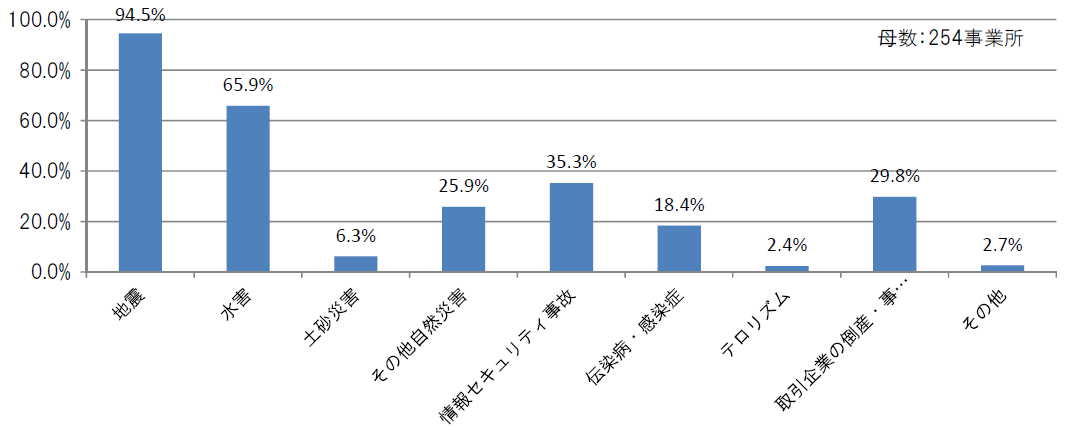 100.0%
80.0%
60.0%
40.0%
20.0%
0.0%
母数：254事業所
94.5%
65.9%
6.3%
25.9%
35.3%
18.4%
2.4%
29.8%
2.7%
地震
水害
土砂災害
その他自然災害
情報セキュリティ事故
伝染病・感染症
テロリズム
取引企業の倒産・事…
その他